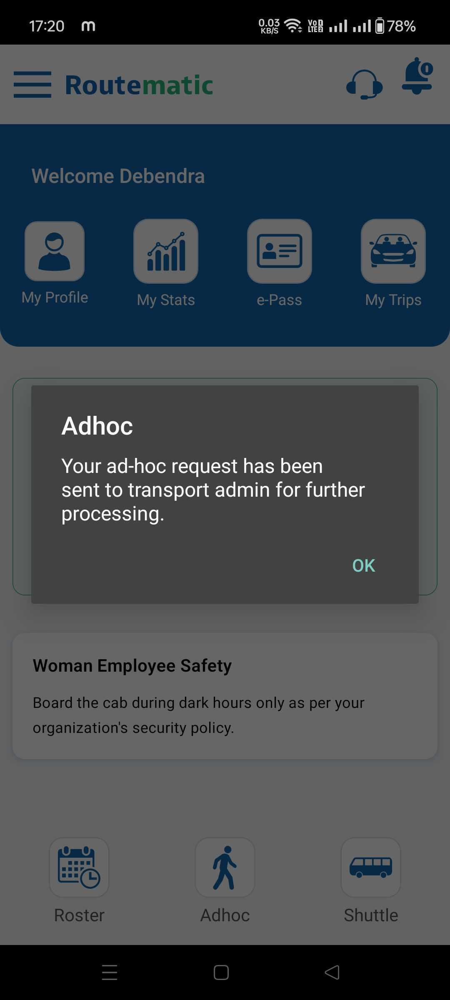 17:20 m 0.03 KB/S Vo 1 LTE 2 78%
Routematic 0
Welcome Debendra
My Profile My Stats e-Pass My Trips
Adhoc
Your ad-hoc request has been
sent to transport admin for further
processing.
OK
Woman Employee Safety
Board the cab during dark hours only as per your
organization's security policy.
Roster Adhoc Shuttle